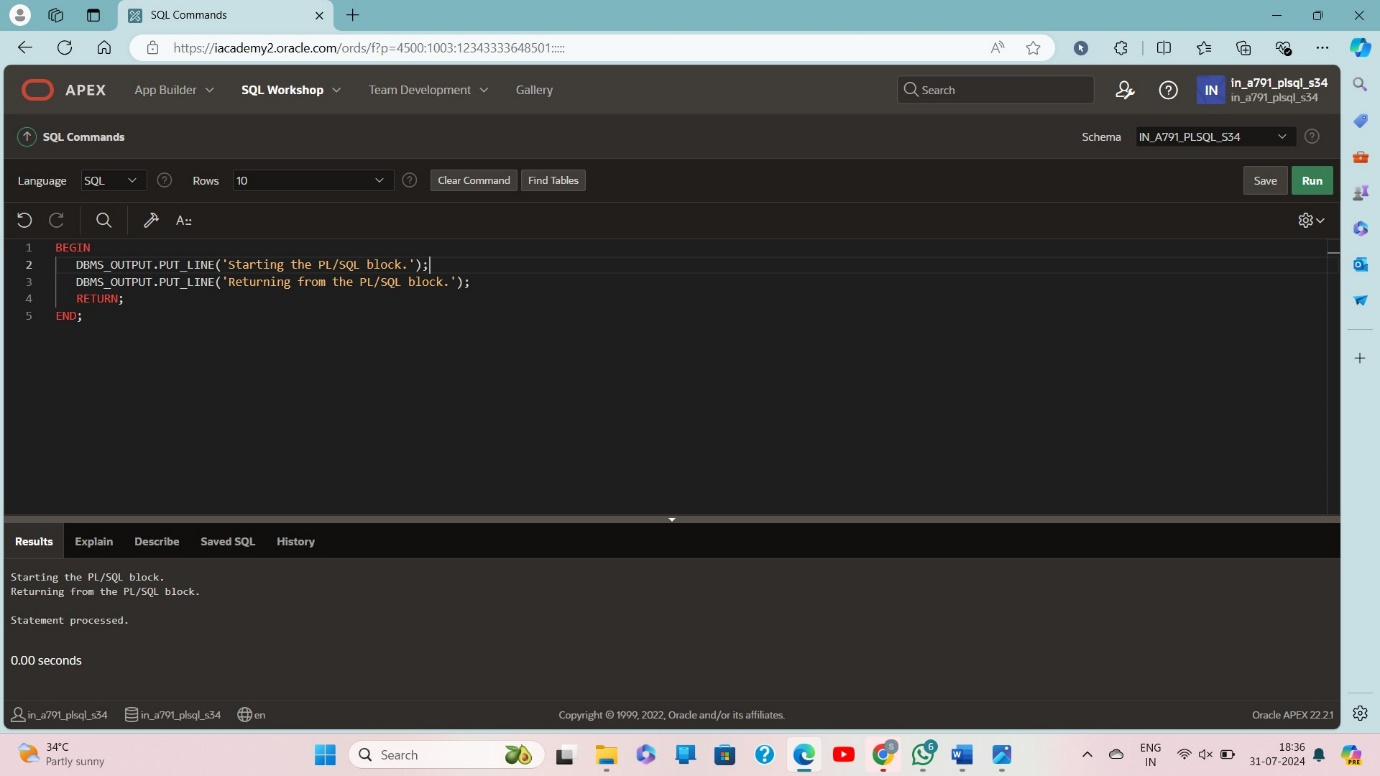 SQL Commands
https://iacademy2.oracle.com/ords/f?p=4500:1003:12343333648501:::::
APEX App Builder SQL Workshop Team Development Gallery Search IN in_a791_plsql_s34
in_a791_plsql_s34
SQL Commands Schema IN_A791_PLSQL_S34
Language SQL Rows 10 Clear Command Find Tables Save Run
A::
1 BEGIN
2 DBMS_OUTPUT.PUT_LINE('Starting the PL/SQL block.');
3 DBMS_OUTPUT.PUT_LINE('Returning from the PL/SQL block.');
4 RETURN;
5 END;
Results Explain Describe Saved SQL History
Starting the PL/SQL block.
Returning from the PL/SQL block.
Statement processed.
0.00 seconds
in_a791_plsql_s34 in_a791_plsql_s34 en Copyright © 1999, 2022, Oracle and/or its affiliates. Oracle APEX 22.2.1
34°C
Partly sunny
Search
S
6
ENG
IN
18:36
31-07-2024
PRE